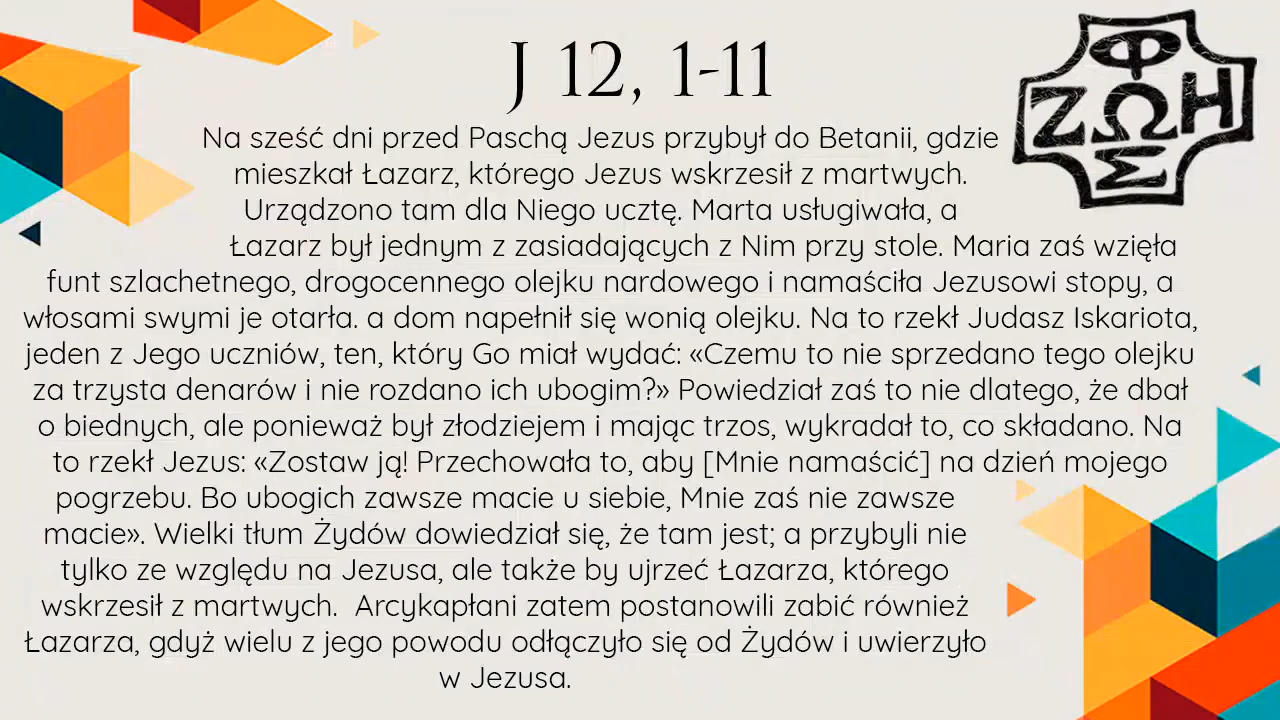 J 12, 1-11
Φ
ΖΩΗ
Σ
Na sześć dni przed Paschą Jezus przybył do Betanii, gdzie
mieszkał Łazarz, którego Jezus wskrzesił z martwych.
Urządzono tam dla Niego ucztę. Marta usługiwała, a
Łazarz był jednym z zasiadających z Nim przy stole. Maria zaś wzięła
funt szlachetnego, drogocennego olejku nardowego i namaściła Jezusowi stopy, a
włosami swymi je otarła. a dom napełnił się wonią olejku. Na to rzekł Judasz Iskariota,
jeden z Jego uczniów, ten, który Go miał wydać: «Czemu to nie sprzedano tego olejku
za trzysta denarów i nie rozdano ich ubogim?» Powiedział zaś to nie dlatego, że dbał
o biednych, ale ponieważ był złodziejem i mając trzos, wykradał to, co składano. Na
to rzekł Jezus: «Zostaw ją! Przechowała to, aby [Mnie namaścić] na dzień mojego
pogrzebu. Bo ubogich zawsze macie u siebie, Mnie zaś nie zawsze
macie». Wielki tłum Żydów dowiedział się, że tam jest; a przybyli nie
tylko ze względu na Jezusa, ale także by ujrzeć Łazarza, którego
wskrzesił z martwych.  Arcykapłani zatem postanowili zabić również
Łazarza, gdyż wielu z jego powodu odłączyło się od Żydów i uwierzyło
w Jezusa.